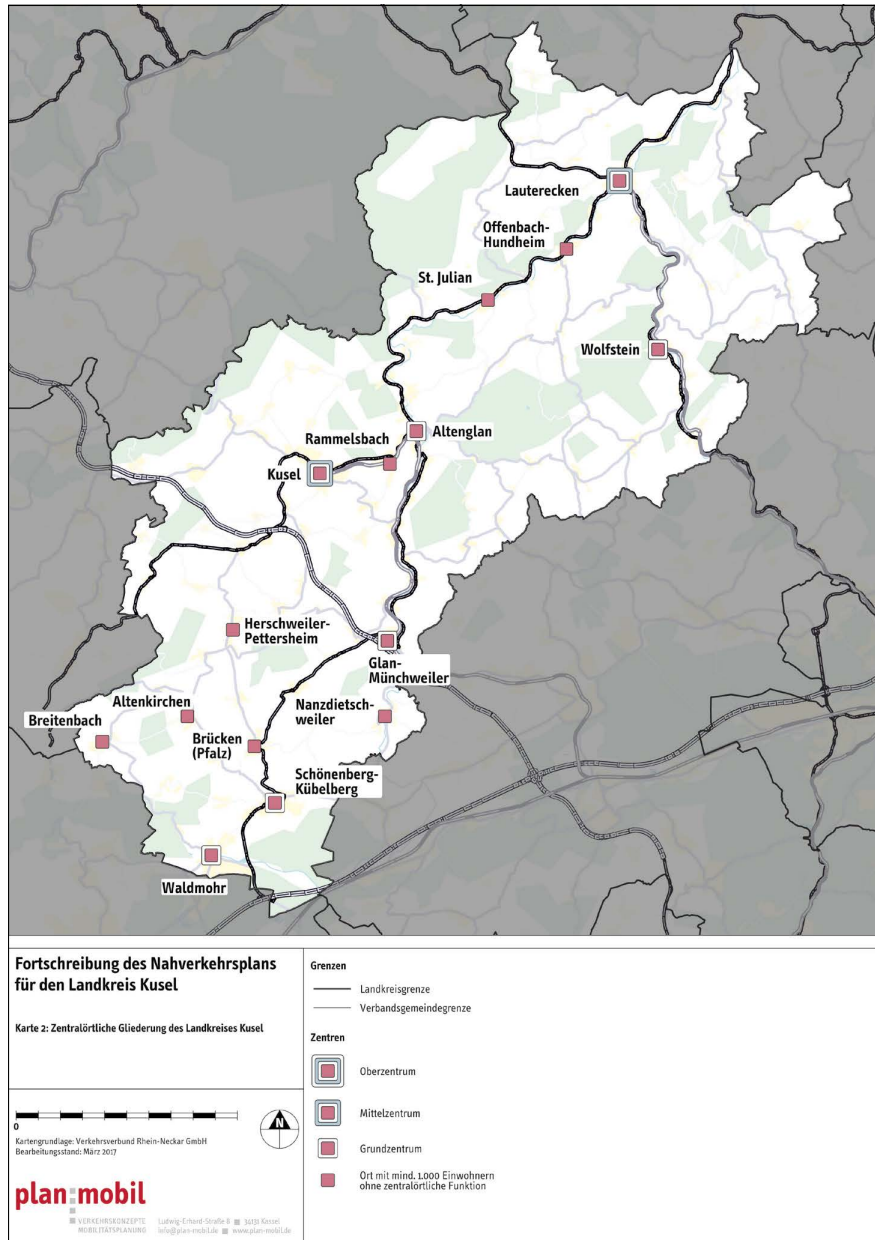 Lauterecken
Offenbach-
Hundheim
St. Julian
Wolfstein
Altenglan
Rammelsbach
Kusel
Herschweiler-
Pettersheim
Glan-
Münchweiler
Altenkirchen
Nanzdietsch-
weiler
Breitenbach
Brücken
(Pfalz)
Schönenberg-
Kübelberg
Waldmohr
Fortschreibung des Nahverkehrsplans
für den Landkreis Kusel
Karte 2: Zentralörtliche Gliederung des Landkreises Kusel
0
N
Kartengrundlage: Verkehrsverbund Rhein-Neckar GmbH
Bearbeitungsstand: März 2017
plan:mobil
VERKEHRSKONZEPTE Ludwig-Erhard-Straße 8 34131 Kassel
MOBILITÄTSPLANUNG info@plan-mobil.de www.plan-mobil.de
Grenzen
Landkreisgrenze
Verbandsgemeindegrenze
Zentren
Oberzentrum
Mittelzentrum
Grundzentrum
Ort mit mind. 1.000 Einwohnern
ohne zentralörtliche Funktion